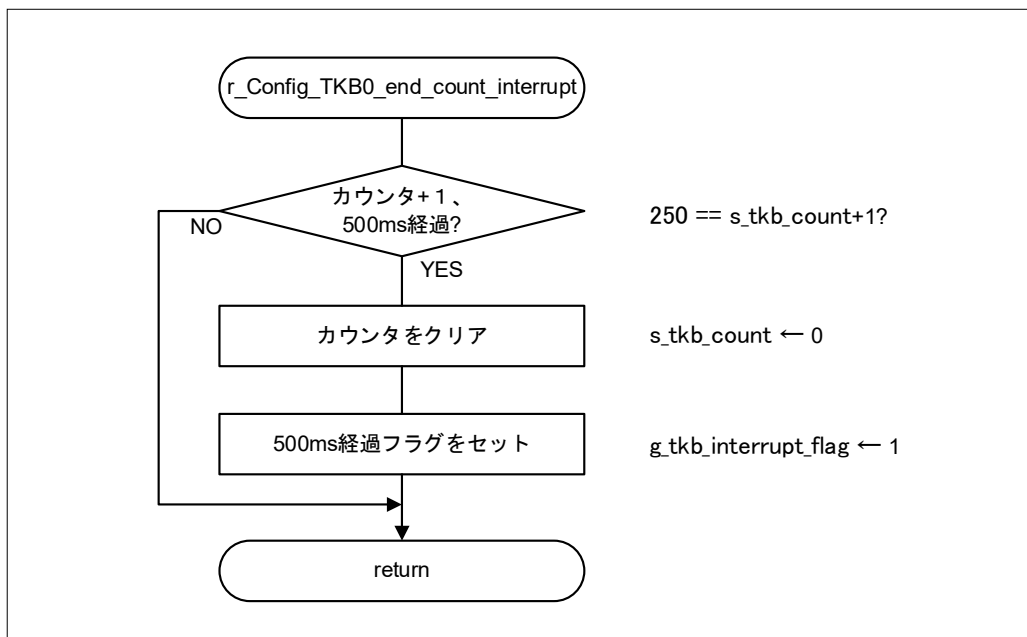 r_Config_TKB0_end_count_interrupt
カウンタ+１、
500ms経過?
250 == s_tkb_count+1?
NO
YES
カウンタをクリア
s_tkb_count ← 0
500ms経過フラグをセット
g_tkb_interrupt_flag ← 1
return